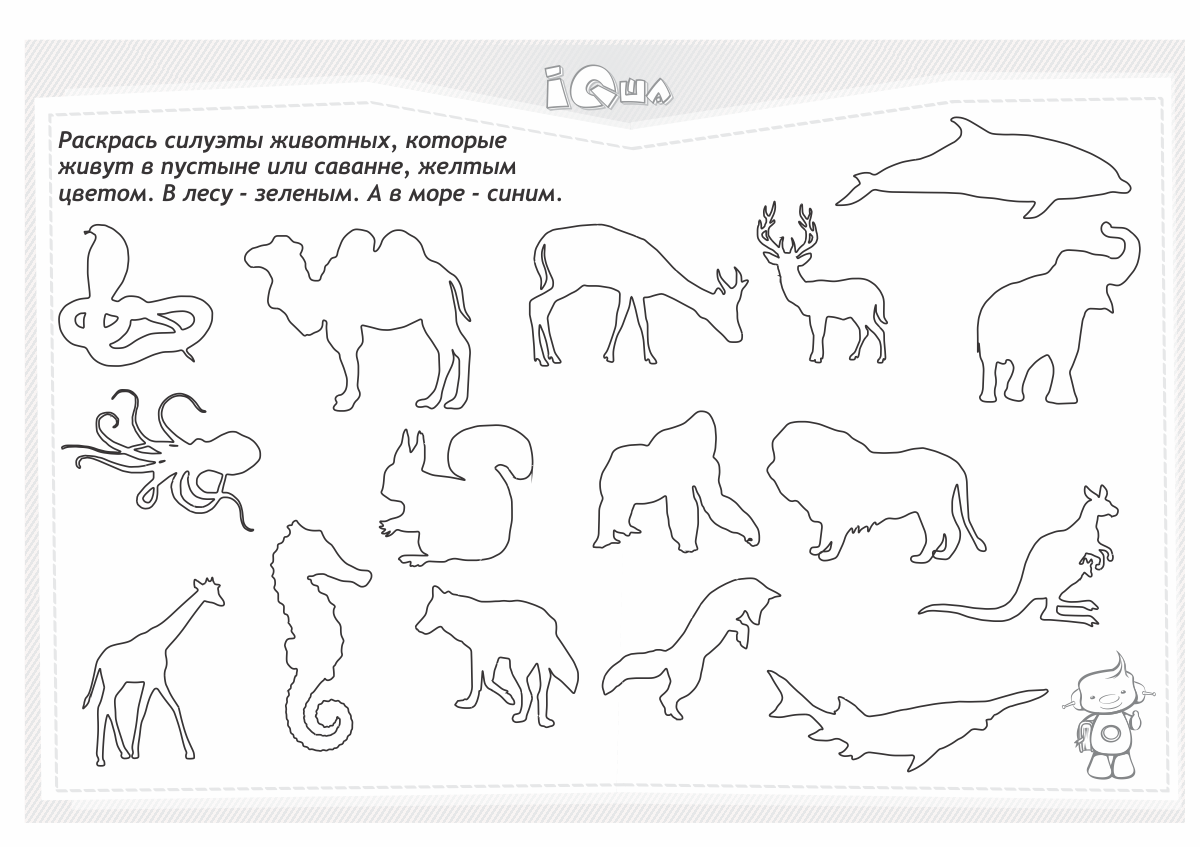 iQша
Раскрась силуэты животных, которые
живут в пустыне или саванне, желтым
цветом. В лесу - зеленым. А в море - синим.